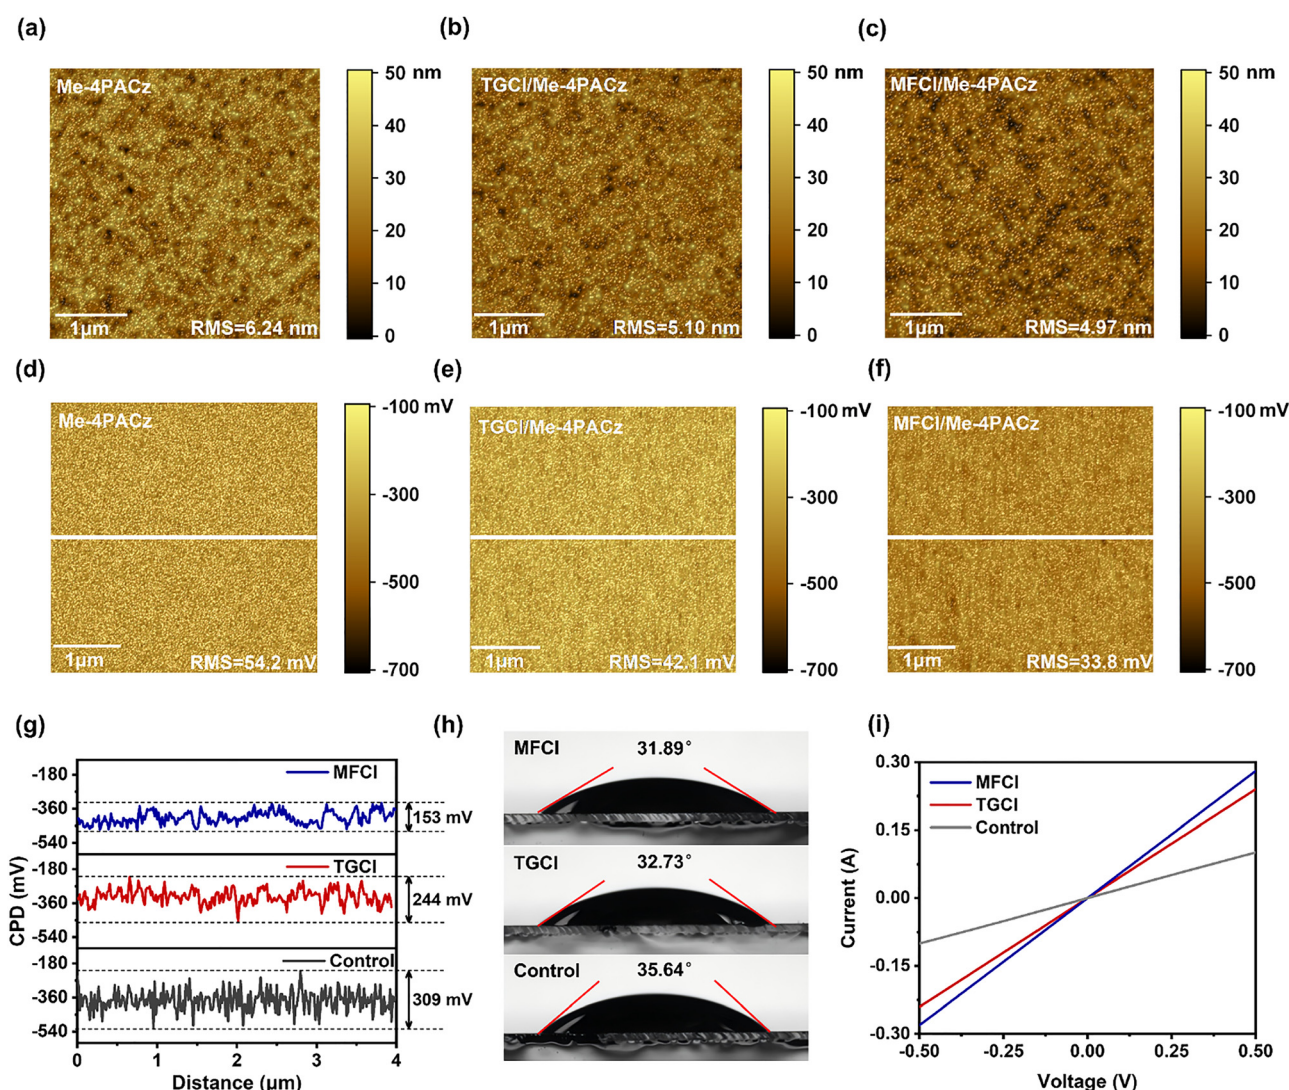 (a)
Me-4PACz
1μm
RMS=6.24 nm
50 nm
40
30
20
10
0
(b)
TGCl/Me-4PACz
1μm
RMS=5.10 nm
50 nm
40
30
20
10
0
(c)
MFCl/Me-4PACz
1μm
RMS=4.97 nm
50 nm
40
30
20
10
0
(d)
Me-4PACz
1μm
RMS=54.2 mV
-100 mV
-300
-500
-700
(e)
TGCl/Me-4PACz
1μm
RMS=42.1 mV
-100 mV
-300
-500
-700
(f)
MFCl/Me-4PACz
1μm
RMS=33.8 mV
-100 mV
-300
-500
-700
(g)
CPD (mV)
-180
-360
-540
MFCl
153 mV
-180
-360
-540
TGCl
244 mV
-180
-360
-540
Control
309 mV
0 1 2 3 4
Distance (μm)
(h)
MFCl 31.89°
TGCl 32.73°
Control 35.64°
(i)
Current (A)
0.30
0.15
0.00
-0.15
-0.30
MFCl
TGCl
Control
-0.50 -0.25 0.00 0.25 0.50
Voltage (V)